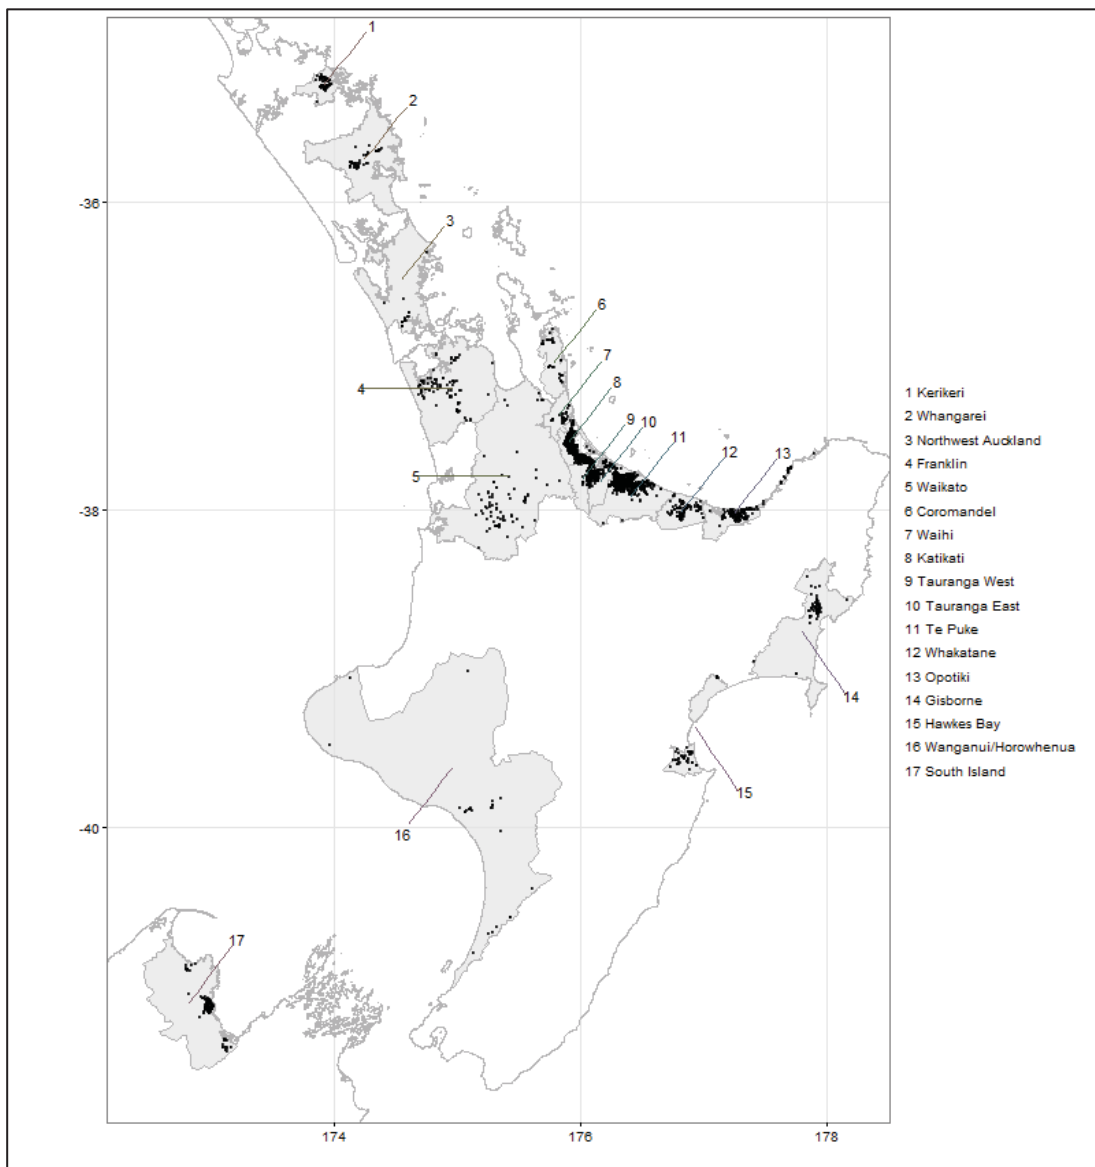 1
2
-36
3
6
7
8
4
9
10
11
12
13
5
-38
1 Kerikeri
2 Whangarei
3 Northwest Auckland
4 Franklin
5 Waikato
6 Coromandel
7 Waihi
8 Katikati
9 Tauranga West
10 Tauranga East
11 Te Puke
12 Whakatane
13 Opotiki
14 Gisborne
15 Hawkes Bay
16 Wanganui/Horowhenua
17 South Island
14
15
-40
16
17
174
176
178